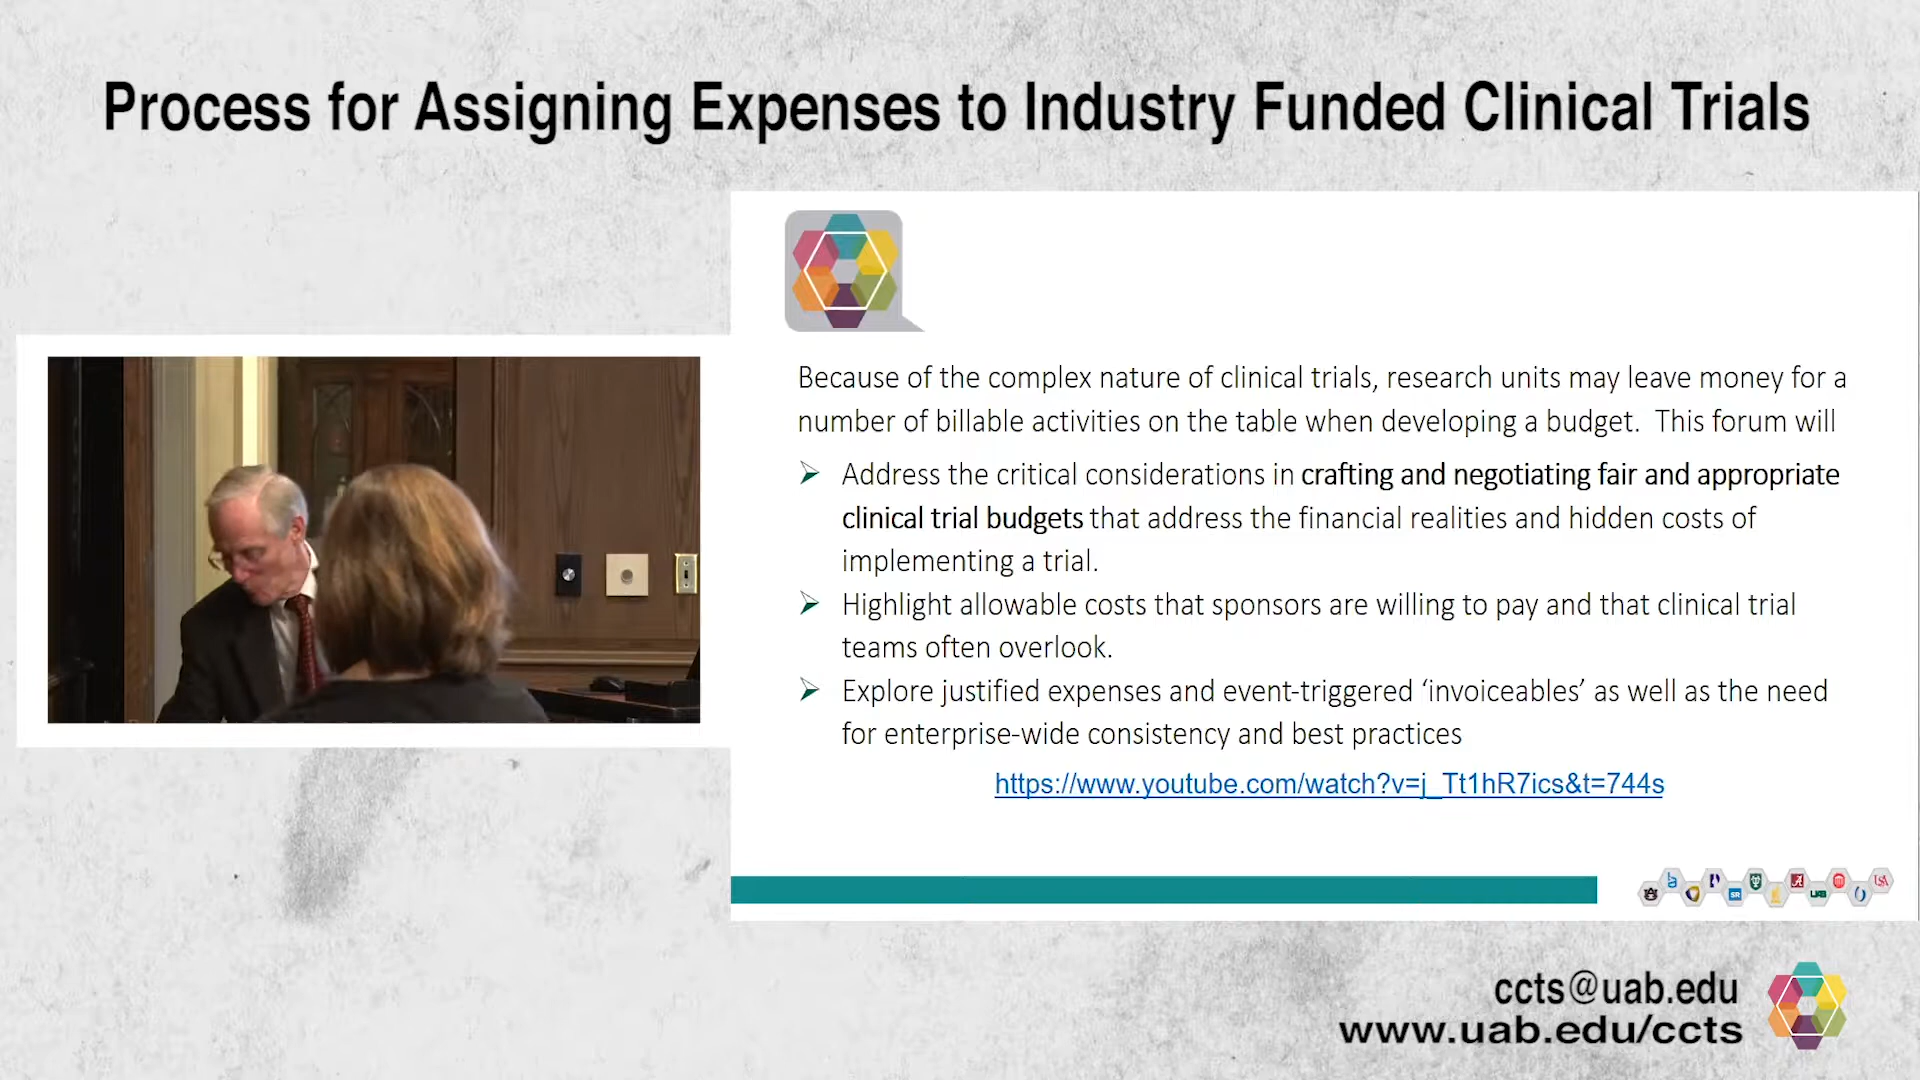 Process for Assigning Expenses to Industry Funded Clinical Trials
Because of the complex nature of clinical trials, research units may leave money for a
number of billable activities on the table when developing a budget. This forum will
Address the critical considerations in crafting and negotiating fair and appropriate
clinical trial budgets that address the financial realities and hidden costs of
implementing a trial.
Highlight allowable costs that sponsors are willing to pay and that clinical trial
teams often overlook.
Explore justified expenses and event-triggered ‘invoiceables’ as well as the need
for enterprise-wide consistency and best practices
https://www.youtube.com/watch?v=j_Tt1hR7ics&t=744s
ccts@uab.edu
www.uab.edu/ccts